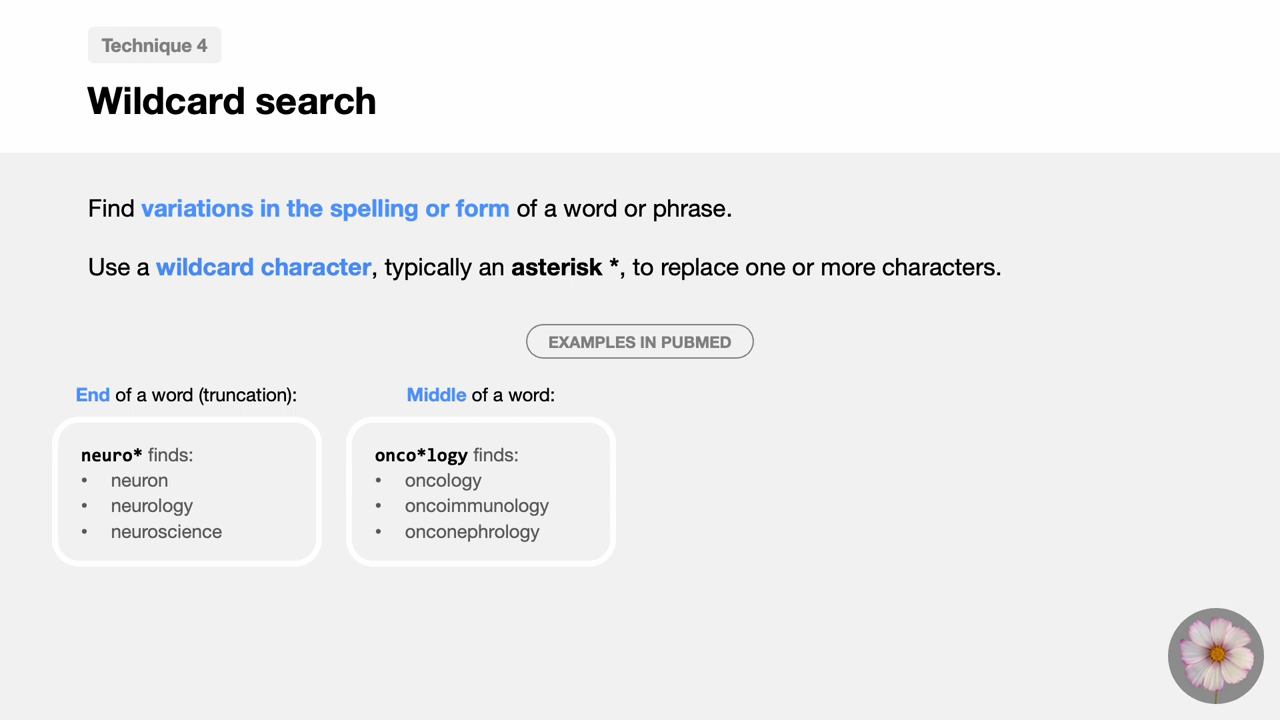 Technique 4
Wildcard search
Find variations in the spelling or form of a word or phrase.
Use a wildcard character, typically an asterisk *, to replace one or more characters.
EXAMPLES IN PUBMED
End of a word (truncation):
neuro* finds:
• neuron
• neurology
• neuroscience
Middle of a word:
onco*logy finds:
• oncology
• oncoimmunology
• onconephrology